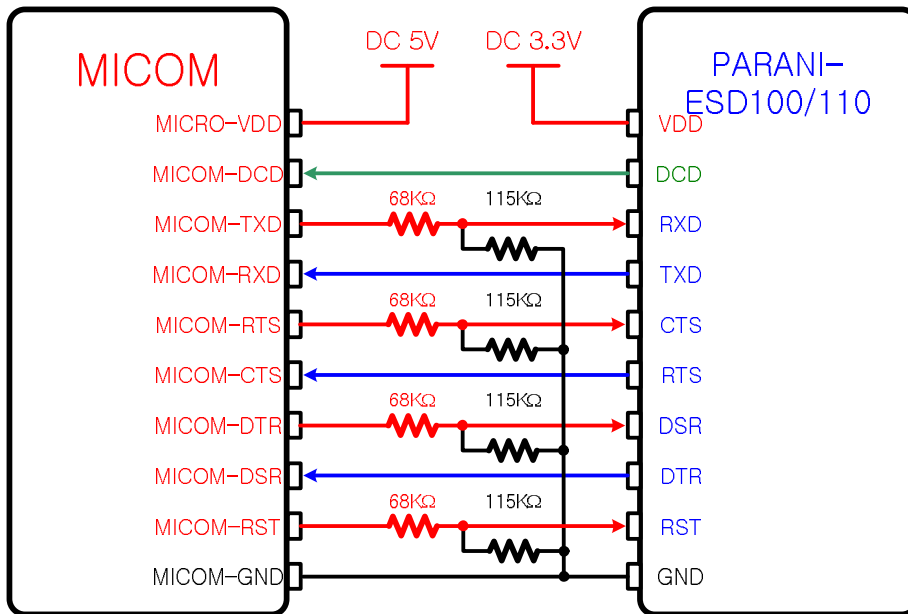 MICOM
DC 5V
DC 3.3V
PARANI-
ESD100/110
MICRO-VDD
VDD
MICOM-DCD
DCD
68KΩ
115KΩ
MICOM-TXD
RXD
MICOM-RXD
TXD
68KΩ
115KΩ
MICOM-RTS
CTS
MICOM-CTS
RTS
68KΩ
115KΩ
MICOM-DTR
DSR
MICOM-DSR
DTR
68KΩ
115KΩ
MICOM-RST
RST
MICOM-GND
GND